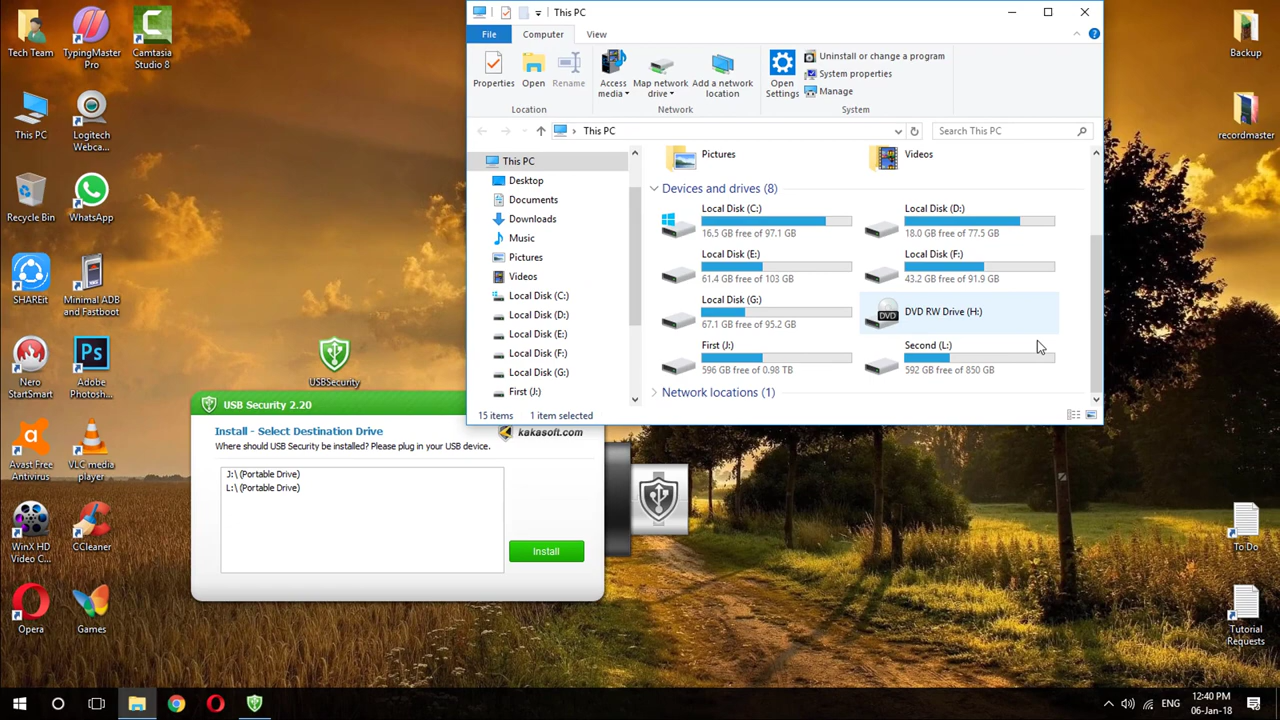 Tech Team
TypingMaster
Pro
Camtasia
Studio 8
This PC
Logitech
Webca...
Recycle Bin
WhatsApp
SHAREit
Minimal ADB
and Fastboot
Nero
StartSmart
Ps
Adobe
Photosh...
Avast Free
Antivirus
VLC media
player
WinX HD
Video C...
CCleaner
Opera
Games
USBSecurity
USB Security 2.20
Install - Select Destination Drive
kakasoft.com
Where should USB Security be installed? Please plug in your USB device.
J:\ (Portable Drive)
L:\ (Portable Drive)
Install
This PC
File
Computer
View
Properties
Open
Rename
Access
media
Map network
drive
Add a network
location
Open
Settings
Uninstall or change a program
System properties
Manage
Location
Network
System
This PC
Search This PC
This PC
Desktop
Documents
Downloads
Music
Pictures
Videos
Local Disk (C:)
Local Disk (D:)
Local Disk (E:)
Local Disk (F:)
Local Disk (G:)
First (J:)
Pictures
Videos
Devices and drives (8)
Local Disk (C:)
16.5 GB free of 97.1 GB
Local Disk (D:)
18.0 GB free of 77.5 GB
Local Disk (E:)
61.4 GB free of 103 GB
Local Disk (F:)
43.2 GB free of 91.9 GB
Local Disk (G:)
67.1 GB free of 95.2 GB
DVD
DVD RW Drive (H:)
First (J:)
596 GB free of 0.98 TB
Second (L:)
592 GB free of 850 GB
Network locations (1)
15 items
1 item selected
Backup
recordmaster
To Do
Tutorial
Requests
ENG
12:40 PM
06-Jan-18